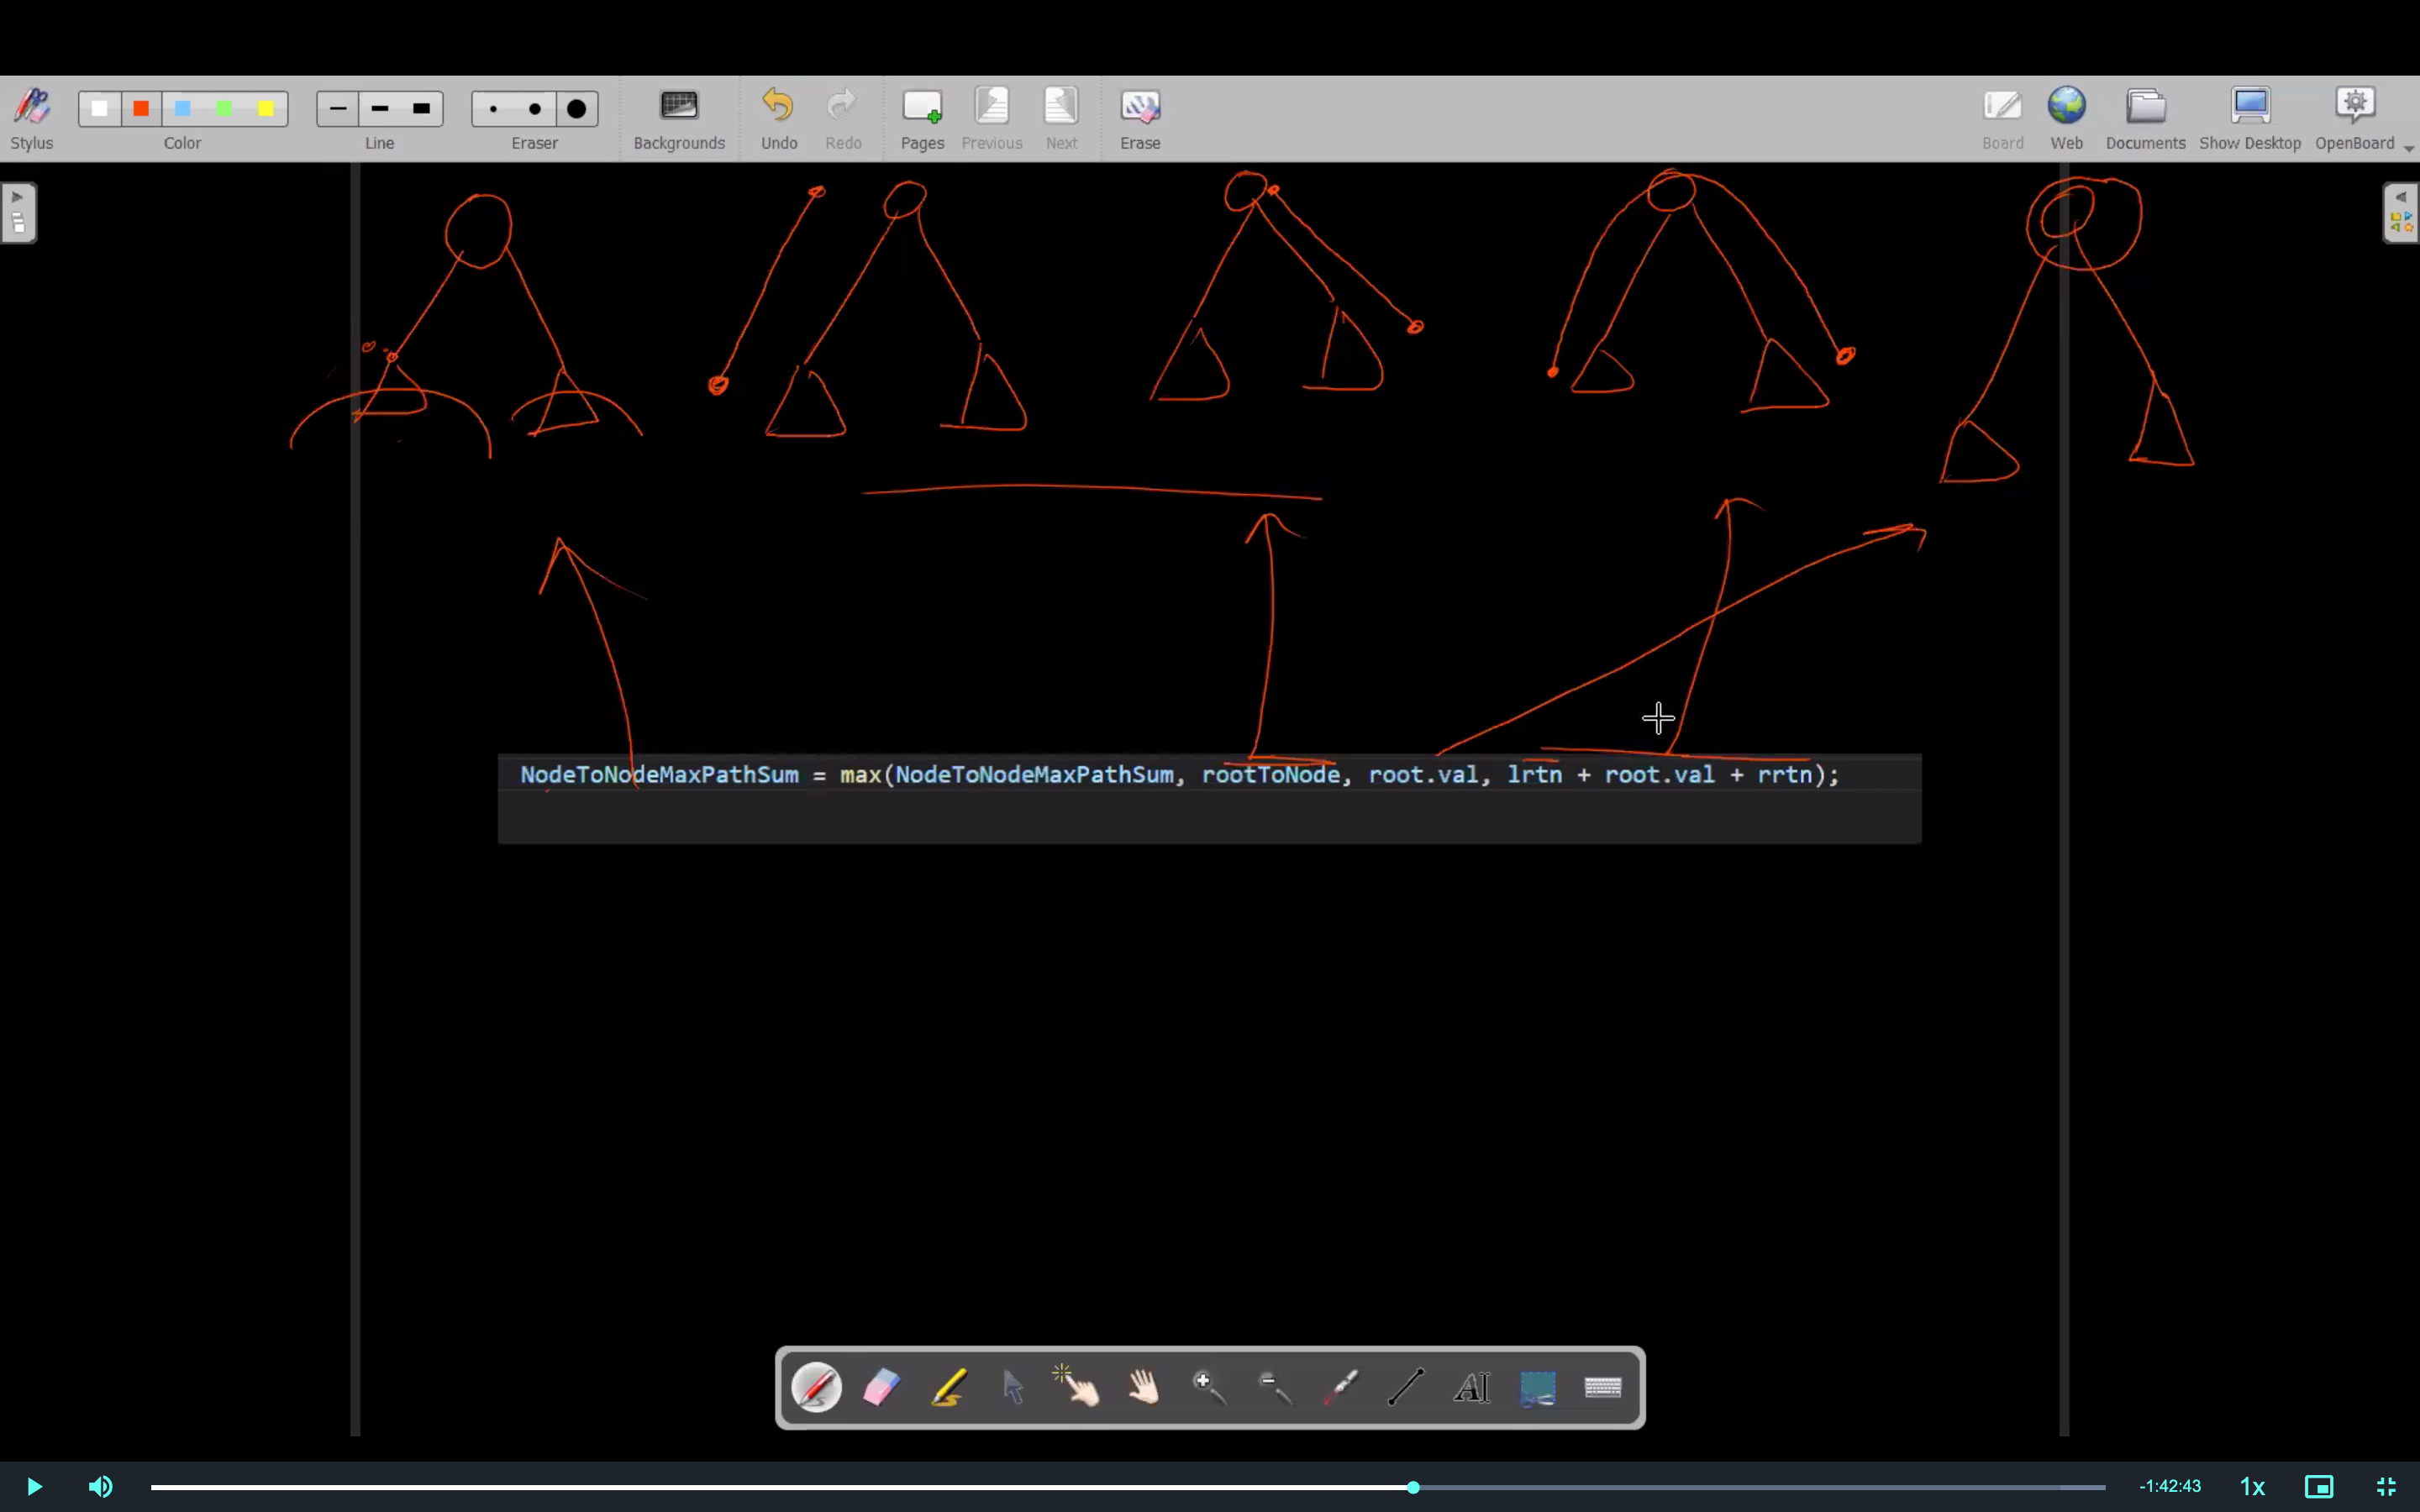 Stylus Color Line Eraser Backgrounds Undo Redo Pages Previous Next Erase Board Web Documents Show Desktop OpenBoard
NodeToNodeMaxPathSum = max(NodeToNodeMaxPathSum, rootToNode, root.val, lrtn + root.val + rrtn);
AI
-1:42:43 1x